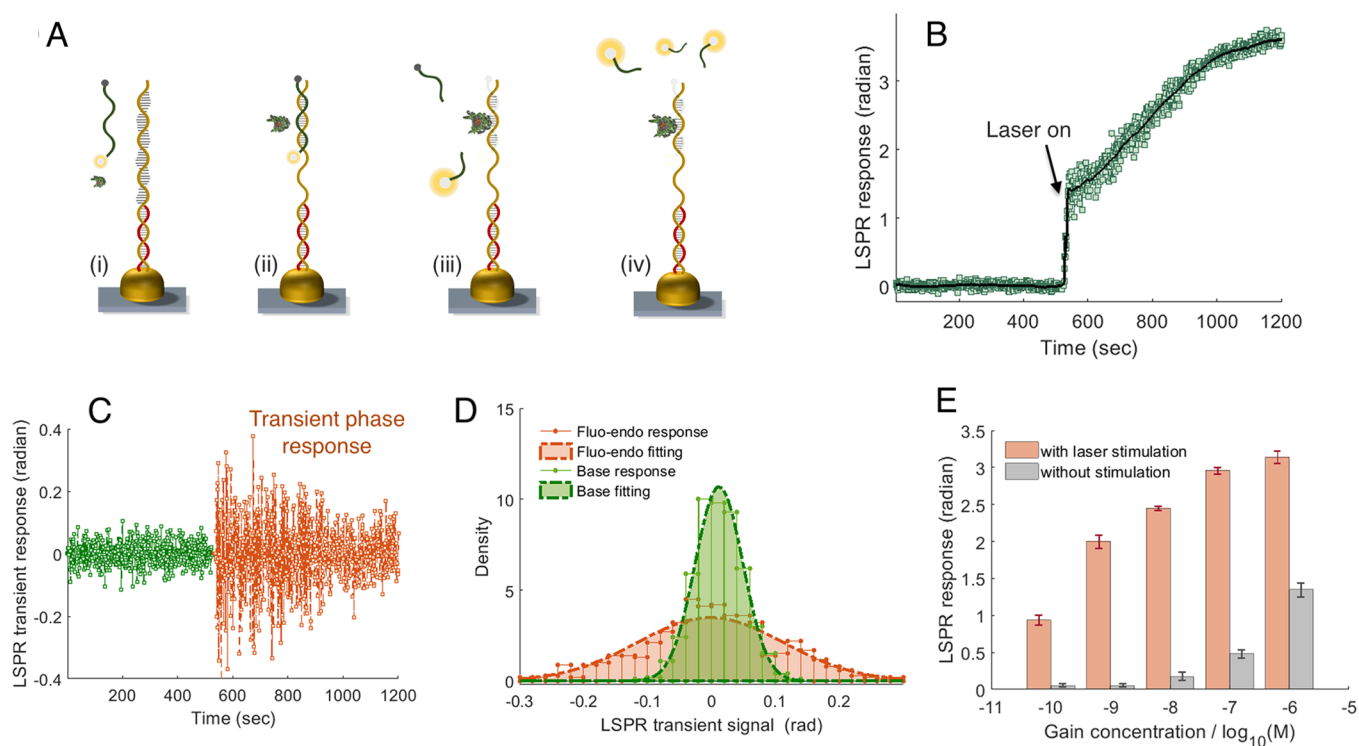 A
(i)
(ii)
(iii)
(iv)
B
LSPR response (radian)
3
2
1
0
Laser on
200
400
600
800
1000
1200
Time (sec)
C
LSPR transient response (radian)
0.4
0.2
0
-0.2
-0.4
Transient phase
response
200
400
600
800
1000
1200
Time (sec)
D
Density
15
10
5
0
Fluo-endo response
Fluo-endo fitting
Base response
Base fitting
-0.3
-0.2
-0.1
0
0.1
0.2
LSPR transient signal (rad)
E
LSPR response (radian)
3.5
3
2.5
2
1.5
1
0.5
0
with laser stimulation
without stimulation
-11
-10
-9
-8
-7
-6
-5
Gain concentration / log10(M)